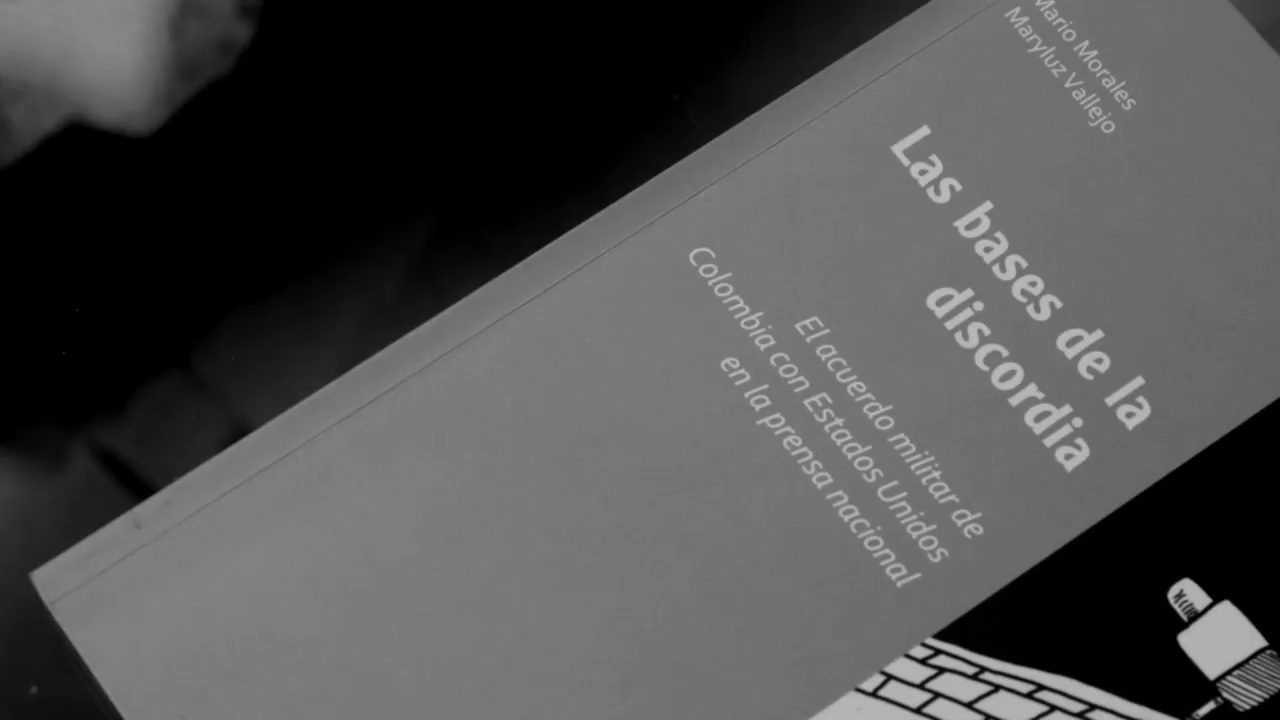 Mario Morales
Maryluz Vallejo
Las bases de la
discordia
El acuerdo militar de
Colombia con Estados Unidos
en la prensa nacional